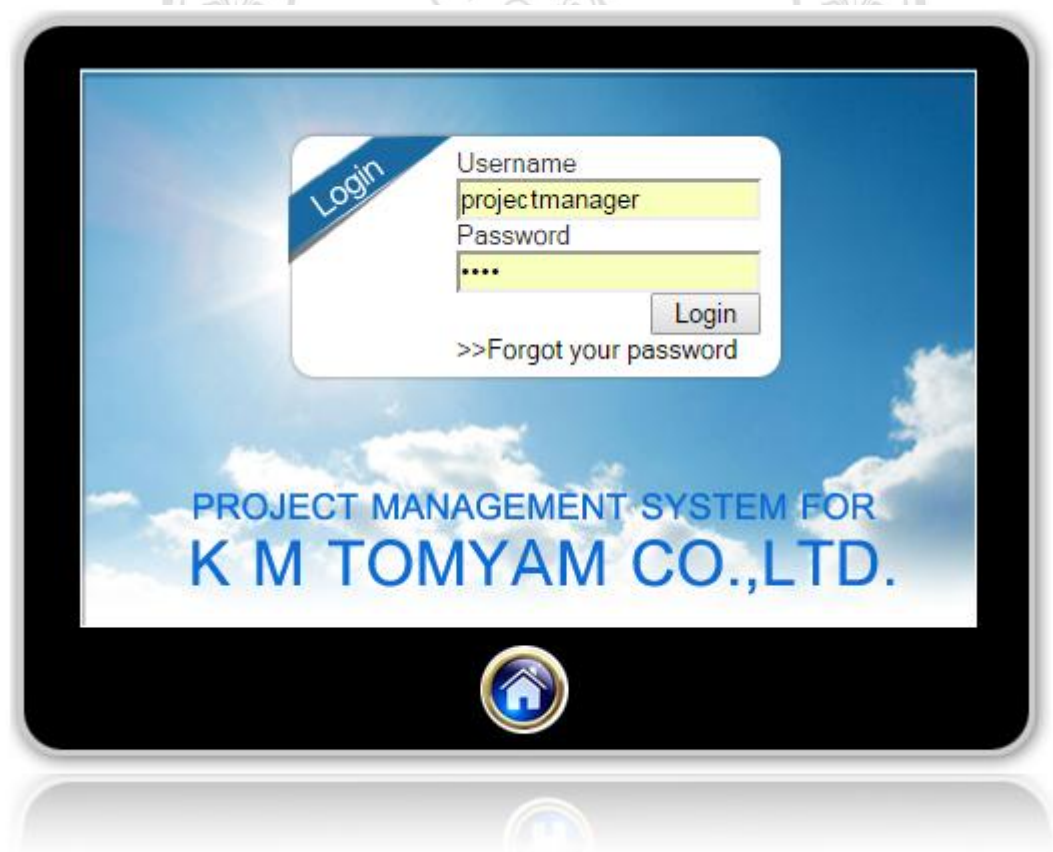 Login
Username
projectmanager
Password
••••
Login
>>Forgot your password
PROJECT MANAGEMENT SYSTEM FOR
K M TOMYAM CO.,LTD.